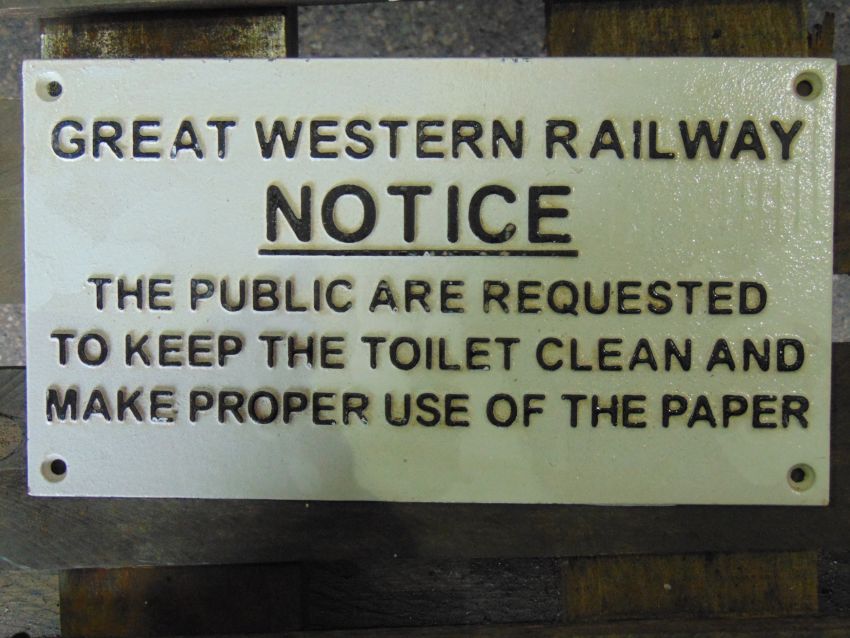 GREAT WESTERN RAILWAY
NOTICE
THE PUBLIC ARE REQUESTED
TO KEEP THE TOILET CLEAN AND
MAKE PROPER USE OF THE PAPER